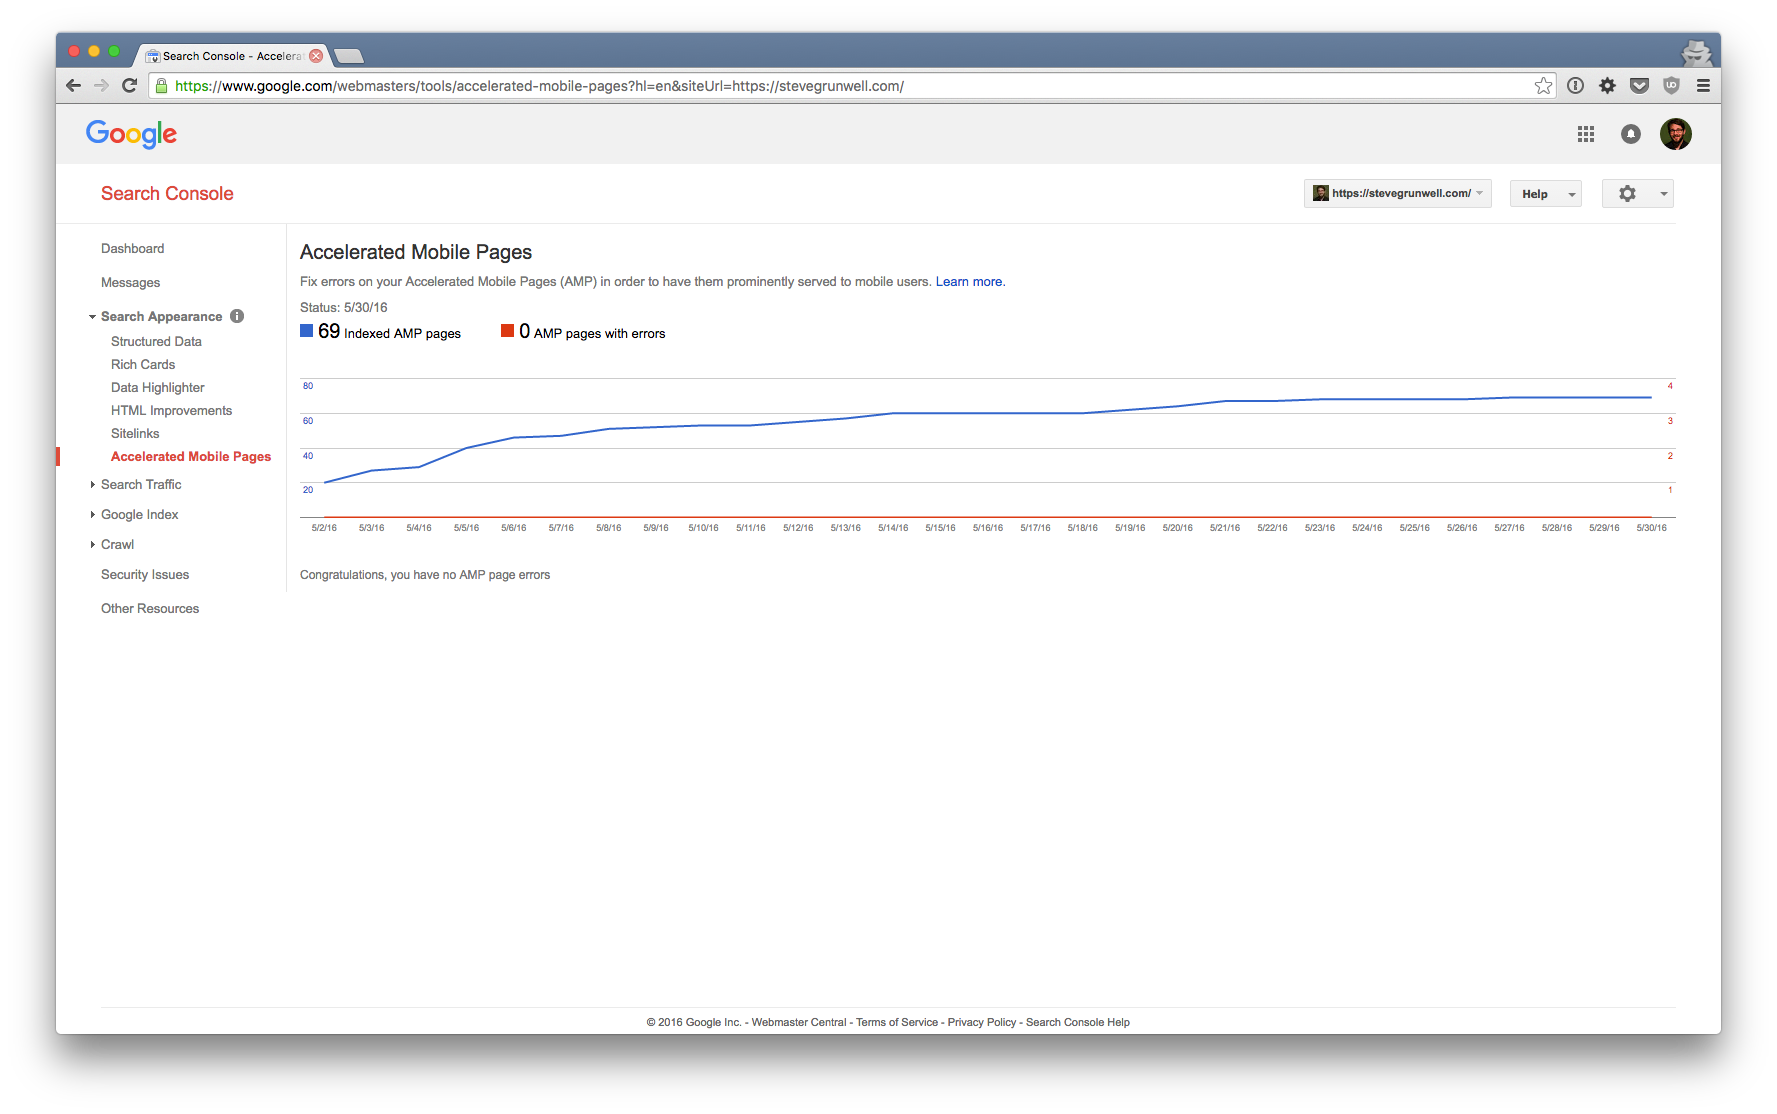 Search Console - Accelera
https://www.google.com/webmasters/tools/accelerated-mobile-pages?hl=en&siteUrl=https://stevegrunwell.com/
Google
Search Console
https://stevegrunwell.com/
Help
Dashboard
Messages
Search Appearance
Structured Data
Rich Cards
Data Highlighter
HTML Improvements
Sitelinks
Accelerated Mobile Pages
Search Traffic
Google Index
Crawl
Security Issues
Other Resources
Accelerated Mobile Pages
Fix errors on your Accelerated Mobile Pages (AMP) in order to have them prominently served to mobile users. Learn more.
Status: 5/30/16
69 Indexed AMP pages
0 AMP pages with errors
80 4
60 3
40 2
20 1
5/2/16 5/3/16 5/4/16 5/5/16 5/6/16 5/7/16 5/8/16 5/9/16 5/10/16 5/11/16 5/12/16 5/13/16 5/14/16 5/15/16 5/16/16 5/17/16 5/18/16 5/19/16 5/20/16 5/21/16 5/22/16 5/23/16 5/24/16 5/25/16 5/26/16 5/27/16 5/28/16 5/29/16 5/30/16
Congratulations, you have no AMP page errors
© 2016 Google Inc. - Webmaster Central - Terms of Service - Privacy Policy - Search Console Help